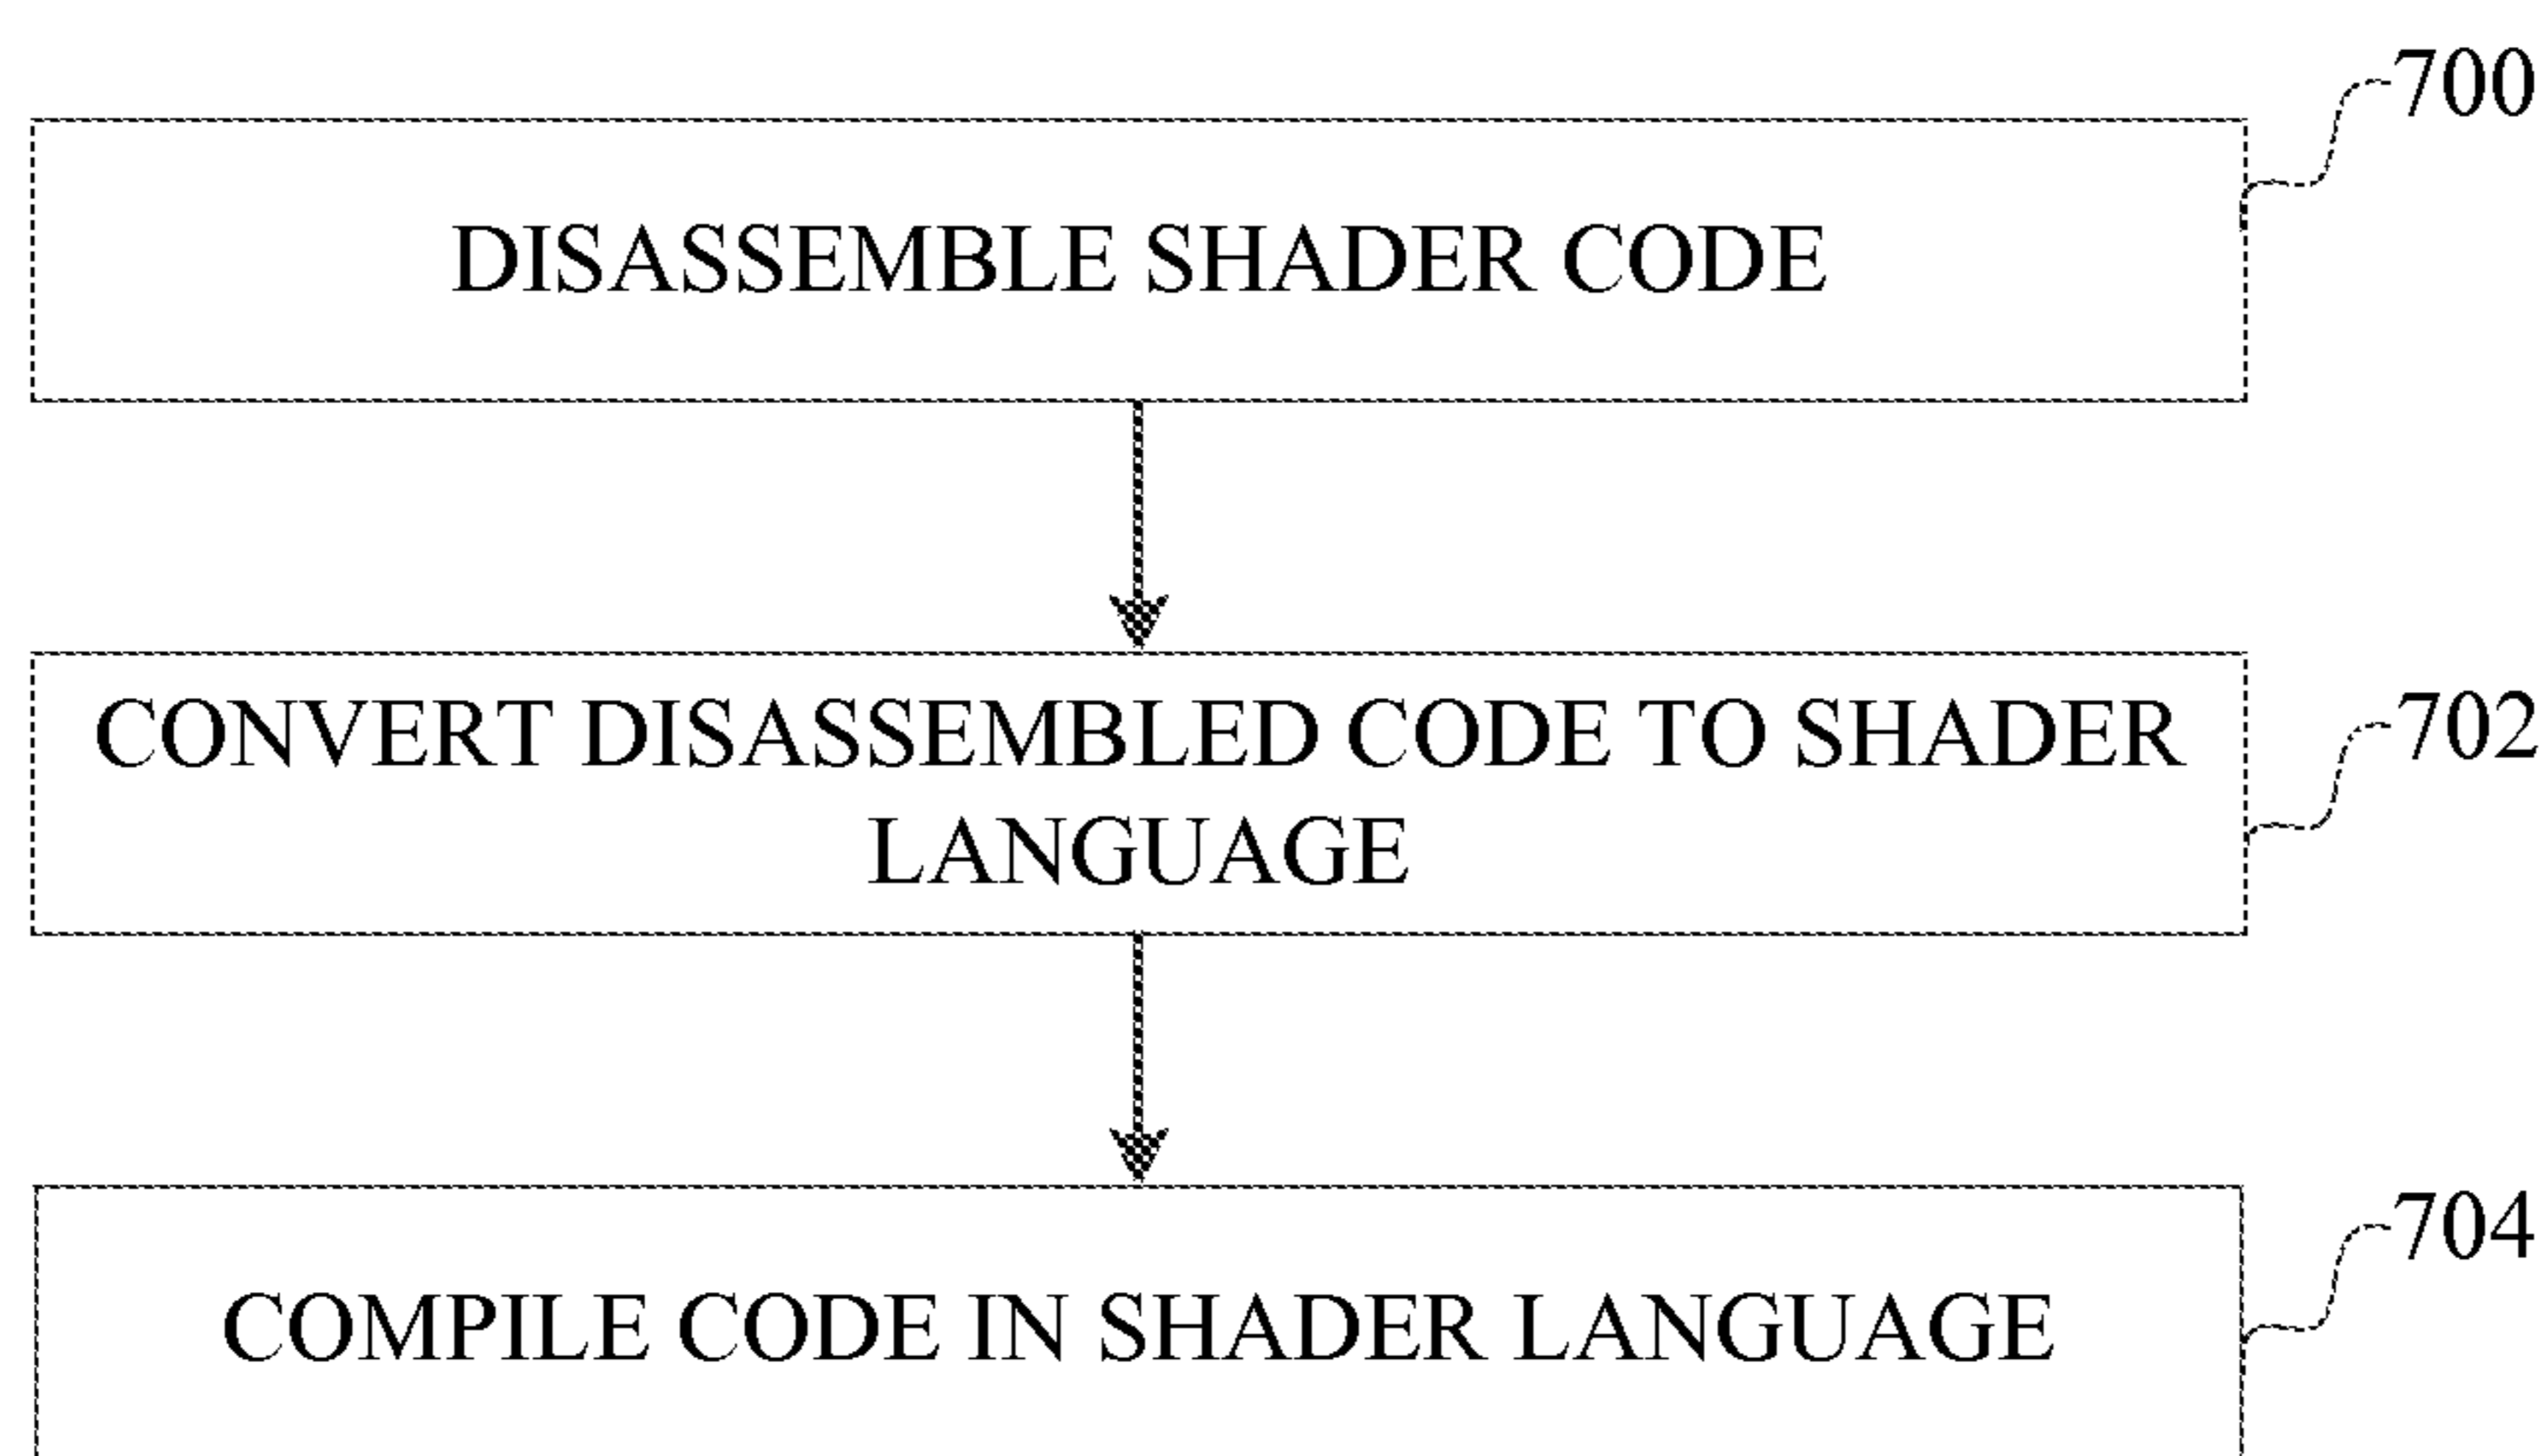 700
DISASSEMBLE SHADER CODE
CONVERT DISASSEMBLED CODE TO SHADER
LANGUAGE
702
COMPILE CODE IN SHADER LANGUAGE
704